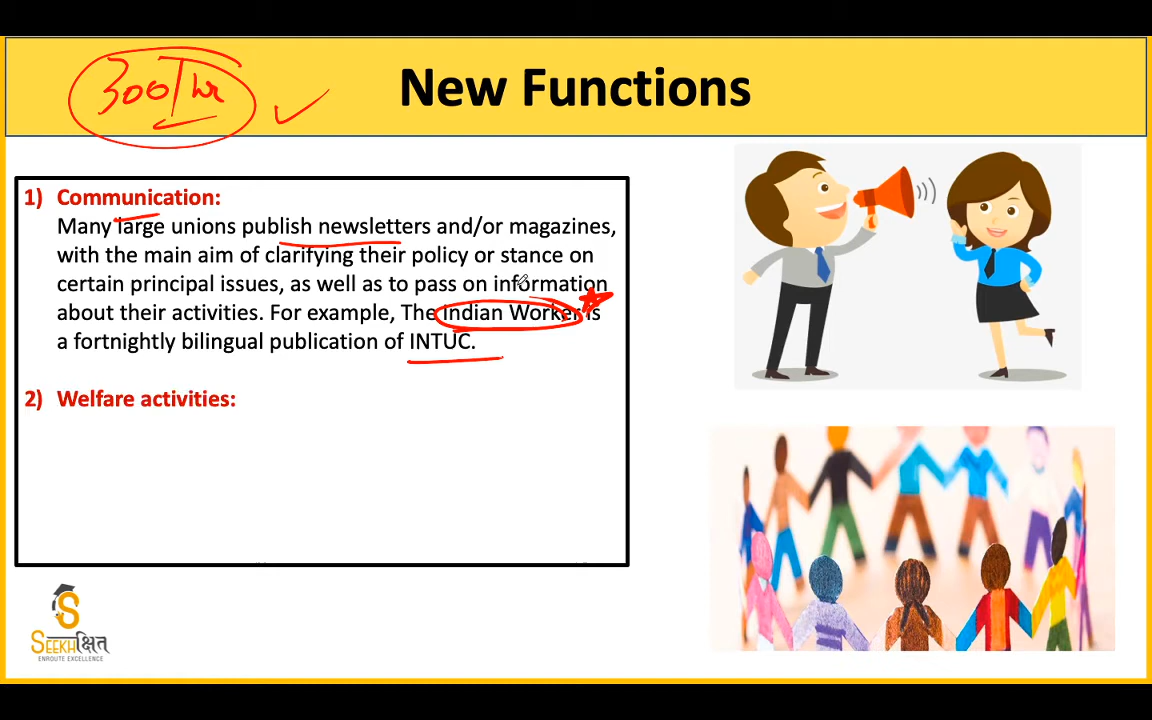 New Functions
1) Communication:
Many large unions publish newsletters and/or magazines,
with the main aim of clarifying their policy or stance on
certain principal issues, as well as to pass on information
about their activities. For example, The Indian Worker is
a fortnightly bilingual publication of INTUC.
2) Welfare activities:
SEEKHक्षित
ENROUTE EXCELLENCE